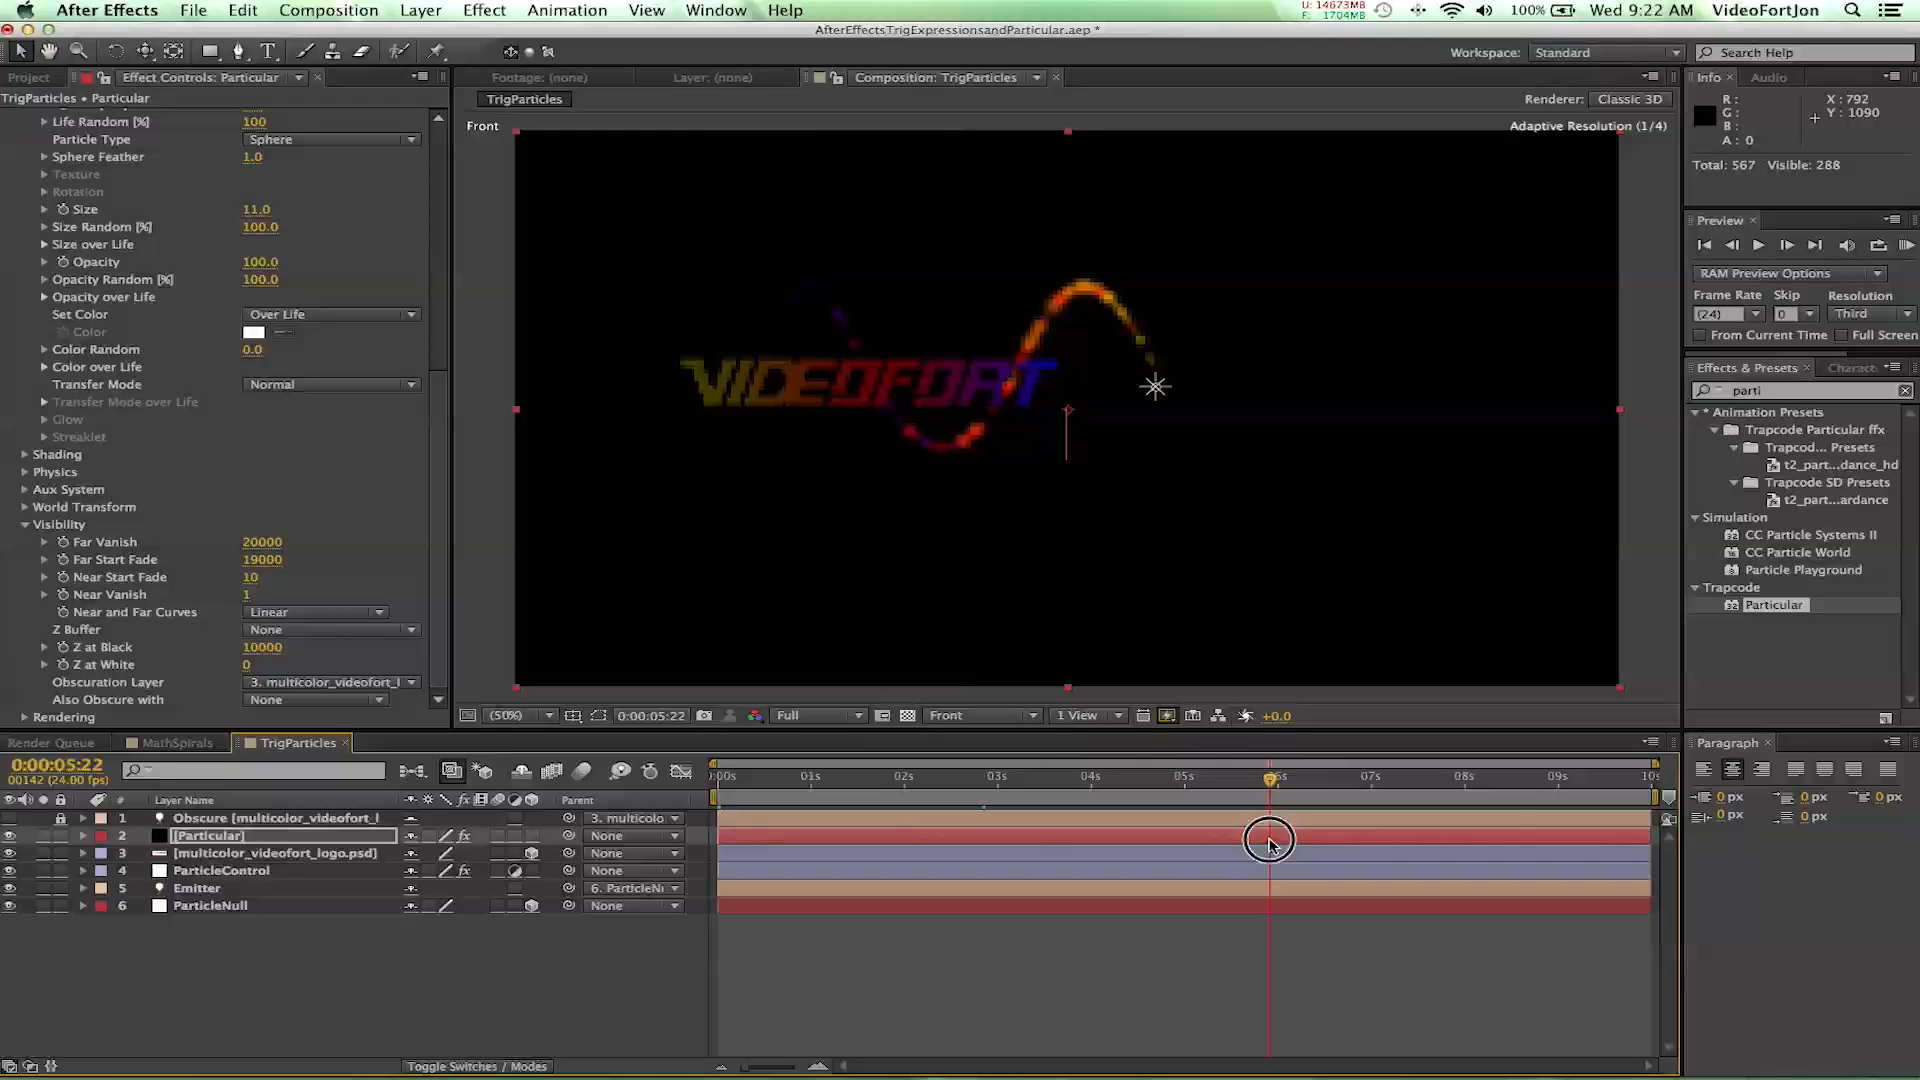 After Effects File Edit Composition Layer Effect Animation View Window Help U: 14673MB F: 1704MB 100% Wed 9:22 AM VideoFortJon
AfterEffectsTrigExpressionsandParticular.aep *
Workspace: Standard Search Help
Project Effect Controls: Particular Footage: (none) Layer: (none) Composition: TrigParticles Info Audio
TrigParticles • Particular TrigParticles Renderer: Classic 3D
R: G: B: A: 0 X: 792 Y: 1090
Total: 567 Visible: 288
Front Adaptive Resolution (1/4)
Life Random [%] 100
Particle Type Sphere
Sphere Feather 1.0
Texture
Rotation
Size 11.0
Size Random [%] 100.0
Size over Life
Opacity 100.0
Opacity Random [%] 100.0
Opacity over Life
Set Color Over Life
Color
Color Random 0.0
Color over Life
Transfer Mode Normal
Transfer Mode over Life
Glow
Streaklet
Shading
Physics
Aux System
World Transform
Visibility
Far Vanish 20000
Far Start Fade 19000
Near Start Fade 10
Near Vanish 1
Near and Far Curves Linear
Z Buffer None
Z at Black 10000
Z at White 0
Obscuration Layer 3. multicolor_videofort_l
Also Obscure with None
Rendering
VIDEOFORT
(50%) 0:00:05:22 Full Front 1 View +0.0
Preview
RAM Preview Options
Frame Rate Skip Resolution
(24) 0 Third
From Current Time Full Screen
Effects & Presets Charact
parti
* Animation Presets
Trapcode Particular ffx
Trapcod... Presets
t2_part...dance_hd
Trapcode SD Presets
t2_part...ardance
Simulation
CC Particle Systems II
CC Particle World
Particle Playground
Trapcode
Particular
Render Queue MathSpirals TrigParticles
0:00:05:22
00142 (24.00 fps)
:00s 01s 02s 03s 04s 05s 06s 07s 08s 09s 10s
# Layer Name Parent
1 Obscure [multicolor_videofort_l 3. multicolo
2 [Particular] None
3 [multicolor_videofort_logo.psd] None
4 ParticleControl None
5 Emitter 6. ParticleNu
6 ParticleNull None
Toggle Switches / Modes
Paragraph
0 px 0 px 0 px
0 px 0 px